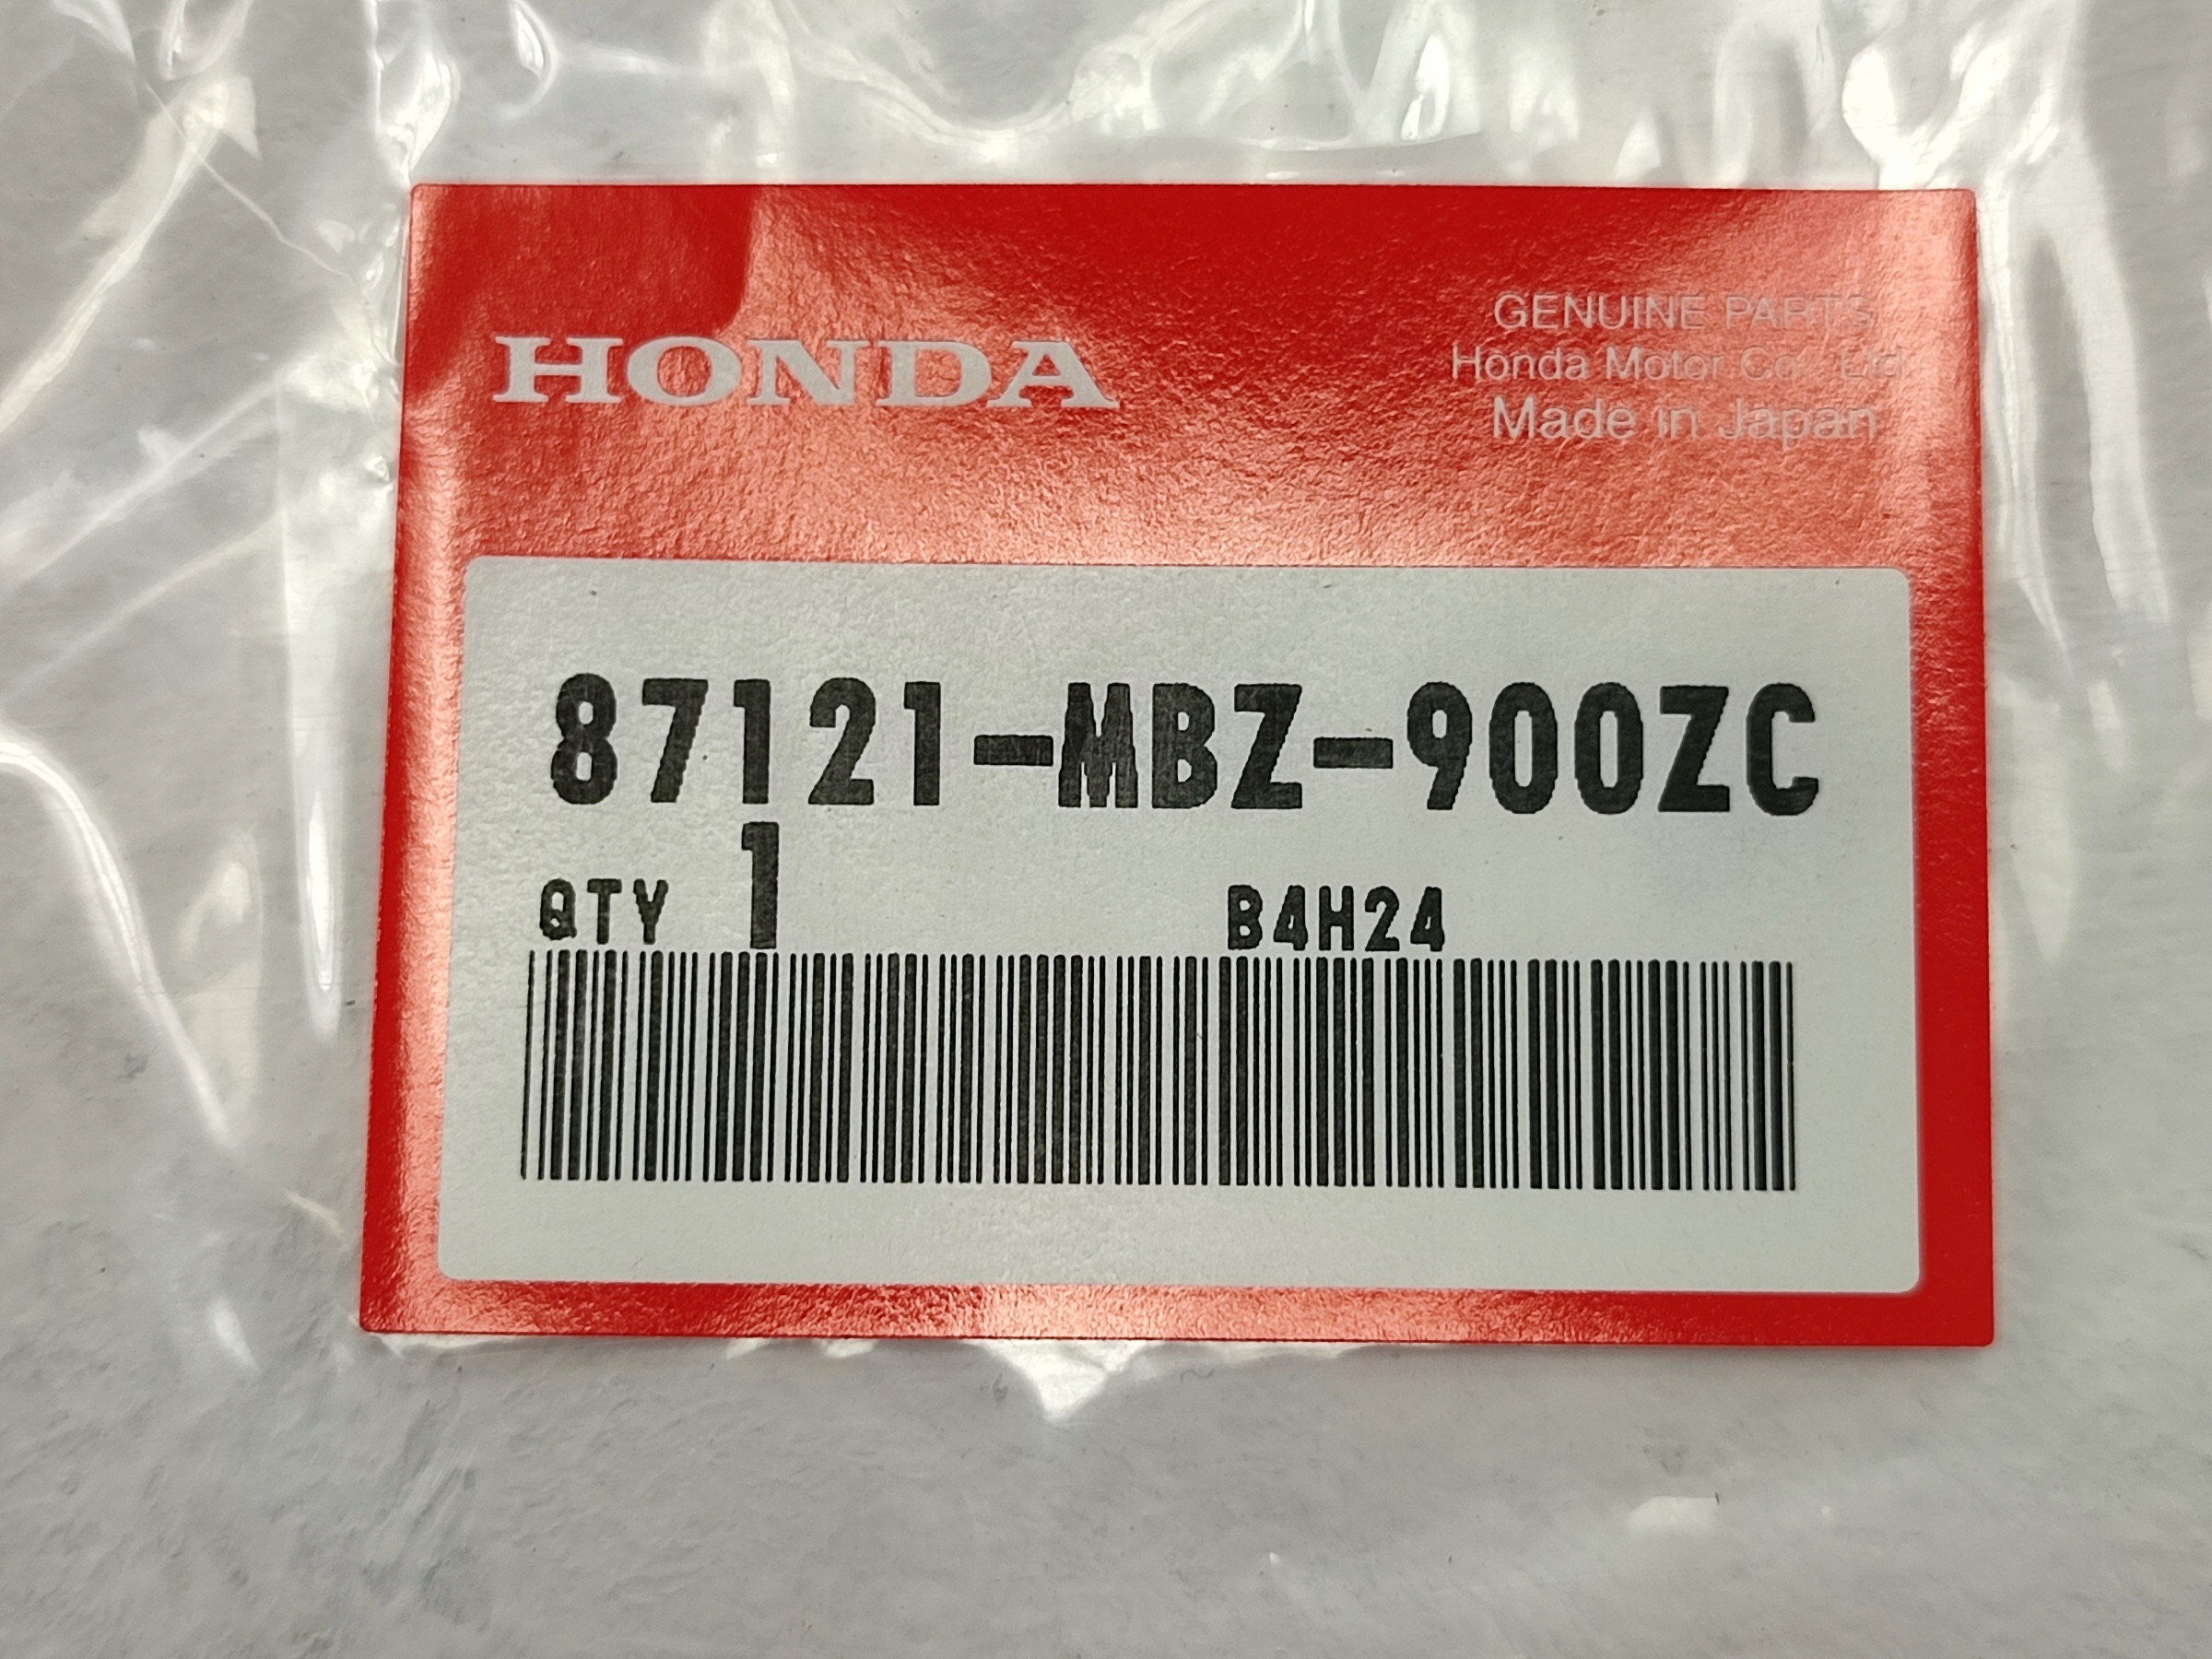 HONDA
GENUINE PARTS
Honda Motor Co., Ltd.
Made in Japan
87121-MBZ-900ZC
QTY 1 B4H24